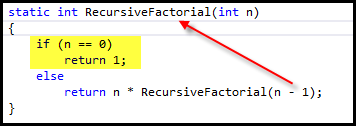 static int RecursiveFactorial(int n)
{
    if (n == 0)
        return 1;
    else
        return n * RecursiveFactorial(n - 1);
}